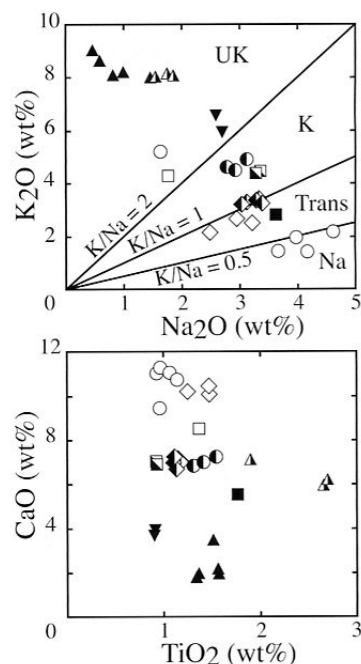 10
8
6
4
2
0
K2O (wt%)
UK
K
Trans
Na
K/Na = 2
K/Na = 1
K/Na = 0.5
1 2 3 4 5
Na2O (wt%)
12
8
4
0
CaO (wt%)
0 1 2 3
TiO2 (wt%)